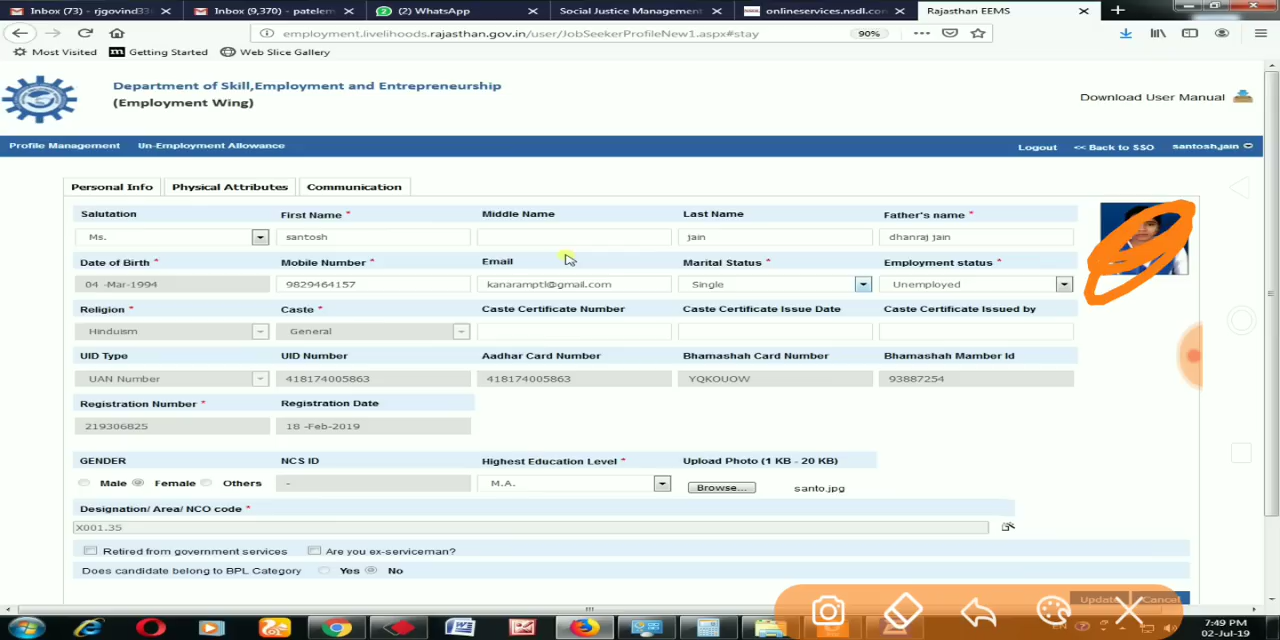 Inbox (73) - rjgovind33 Inbox (9,370) - patelem (2) WhatsApp Social Justice Management onlineservices.nsdl.com Rajasthan EEMS
employment.livelihoods.rajasthan.gov.in/user/JobSeekerProfileNew1.aspx#stay 90%
Most Visited Getting Started Web Slice Gallery
Department of Skill,Employment and Entrepreneurship
(Employment Wing)
Download User Manual
Profile Management Un-Employment Allowance Logout << Back to SSO santosh.jain
Personal Info Physical Attributes Communication
Salutation First Name * Middle Name Last Name Father's name *
Ms. santosh jain dhanraj jain
Date of Birth * Mobile Number * Email Marital Status * Employment status *
04 -Mar-1994 9829464157 kanaramptl@gmail.com Single Unemployed
Religion * Caste * Caste Certificate Number Caste Certificate Issue Date Caste Certificate Issued by
Hinduism General
UID Type UID Number Aadhar Card Number Bhamashah Card Number Bhamashah Mamber Id
UAN Number 418174005863 418174005863 YQKOUOW 93887254
Registration Number * Registration Date
219306825 18 -Feb-2019
GENDER NCS ID Highest Education Level * Upload Photo (1 KB - 20 KB)
Male Female Others - M.A. Browse... santo.jpg
Designation/ Area/ NCO code *
X001.35
Retired from government services Are you ex-serviceman?
Does candidate belong to BPL Category Yes No
Update Cancel
EN 7:49 PM
02-Jul-19